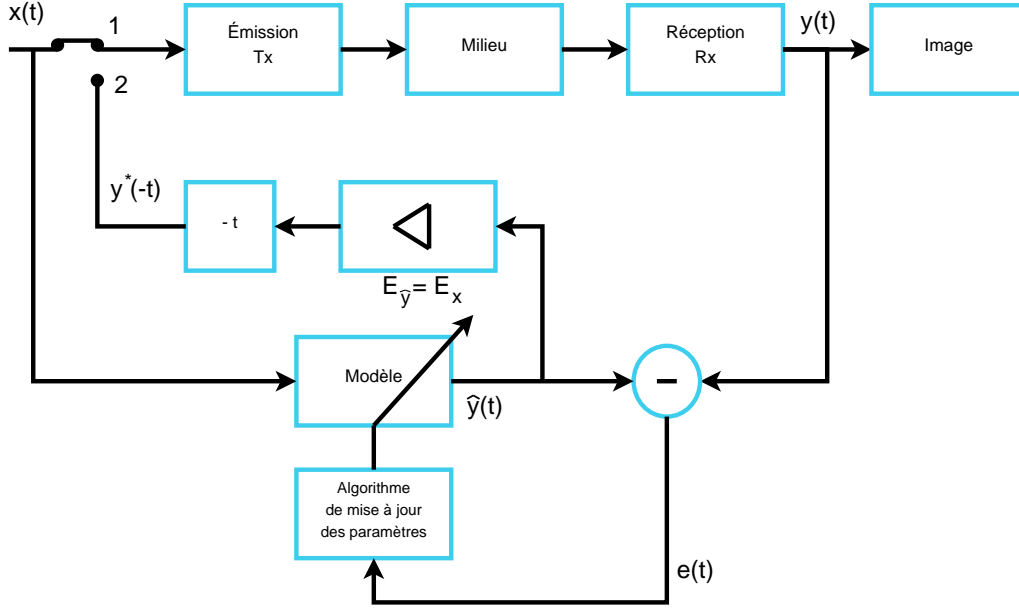 x(t)
1
2
Émission
Tx
Milieu
Réception
Rx
y(t)
Image
y*(-t)
- t
E_ŷ = E_x
Modèle
ŷ(t)
-
Algorithme
de mise à jour
des paramètres
e(t)